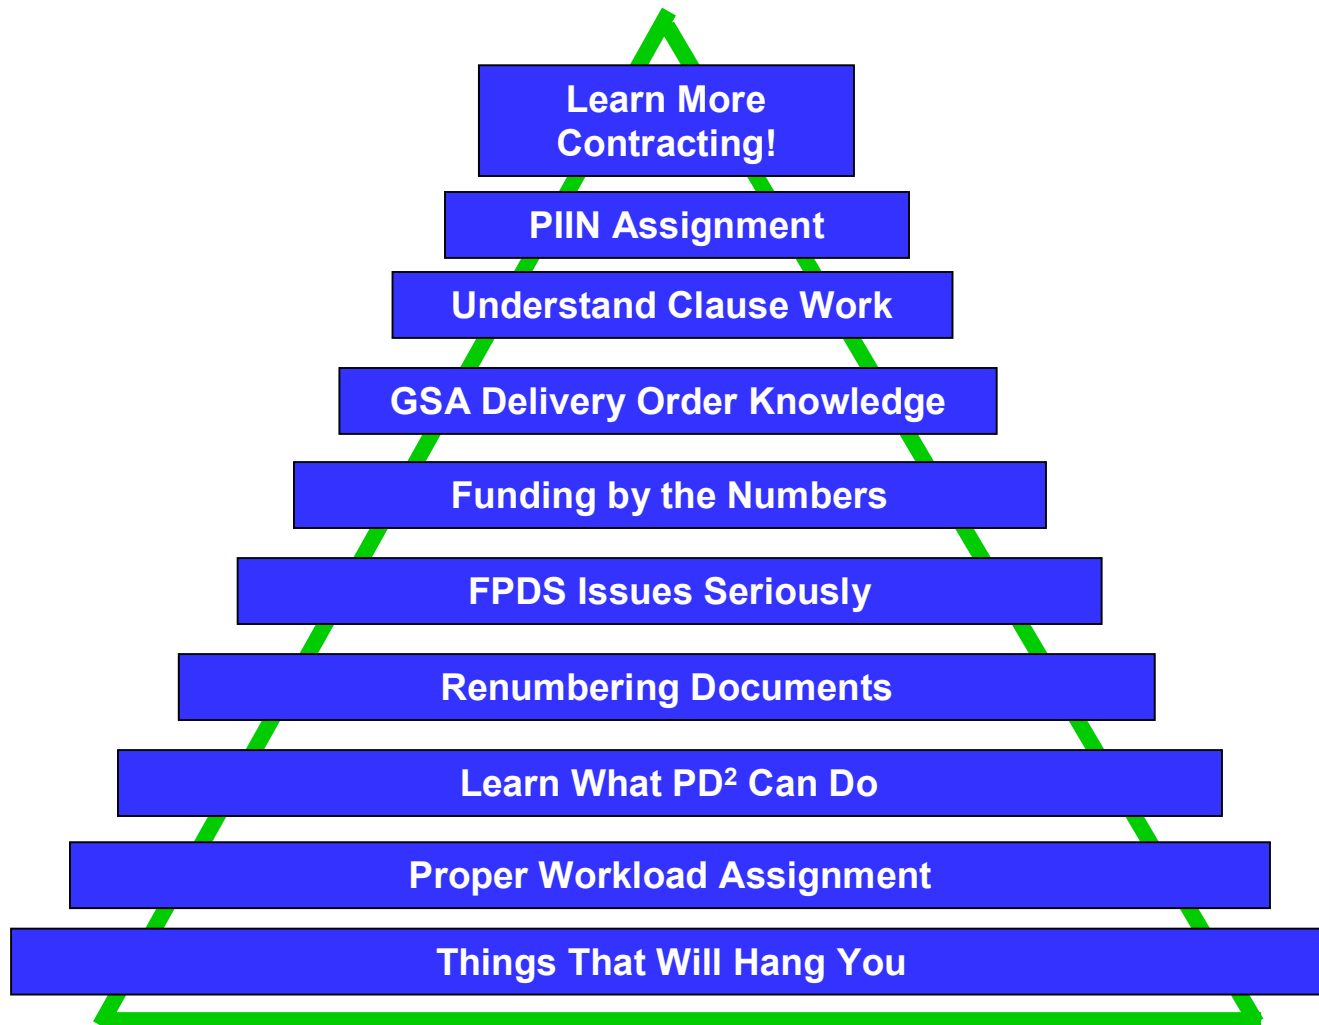 Learn More
Contracting!
PIIN Assignment
Understand Clause Work
GSA Delivery Order Knowledge
Funding by the Numbers
FPDS Issues Seriously
Renumbering Documents
Learn What PD² Can Do
Proper Workload Assignment
Things That Will Hang You